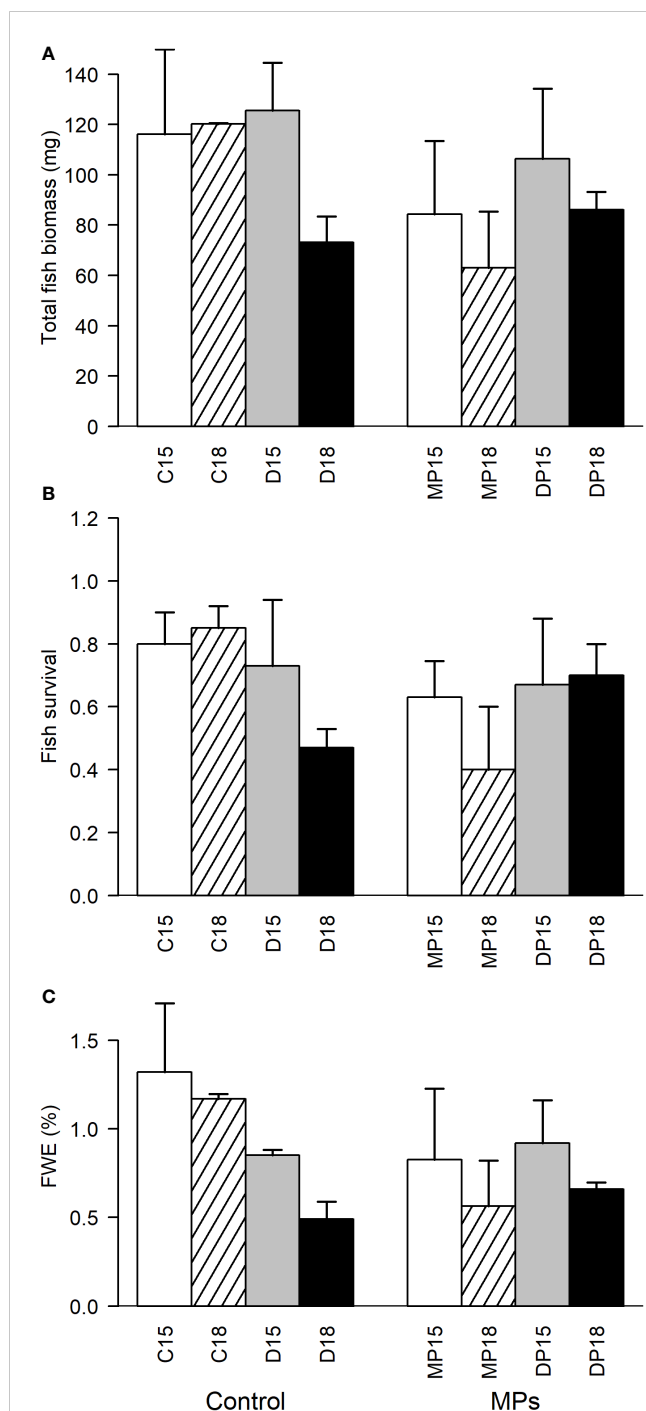 A
Total fish biomass (mg)
140
120
100
80
60
40
20
0
C15 C18 D15 D18 MP15 MP18 DP15 DP18
B
Fish survival
1.2
1.0
0.8
0.6
0.4
0.2
0.0
C15 C18 D15 D18 MP15 MP18 DP15 DP18
C
FWE (%)
1.5
1.0
0.5
0.0
C15 C18 D15 D18 MP15 MP18 DP15 DP18
Control MPs